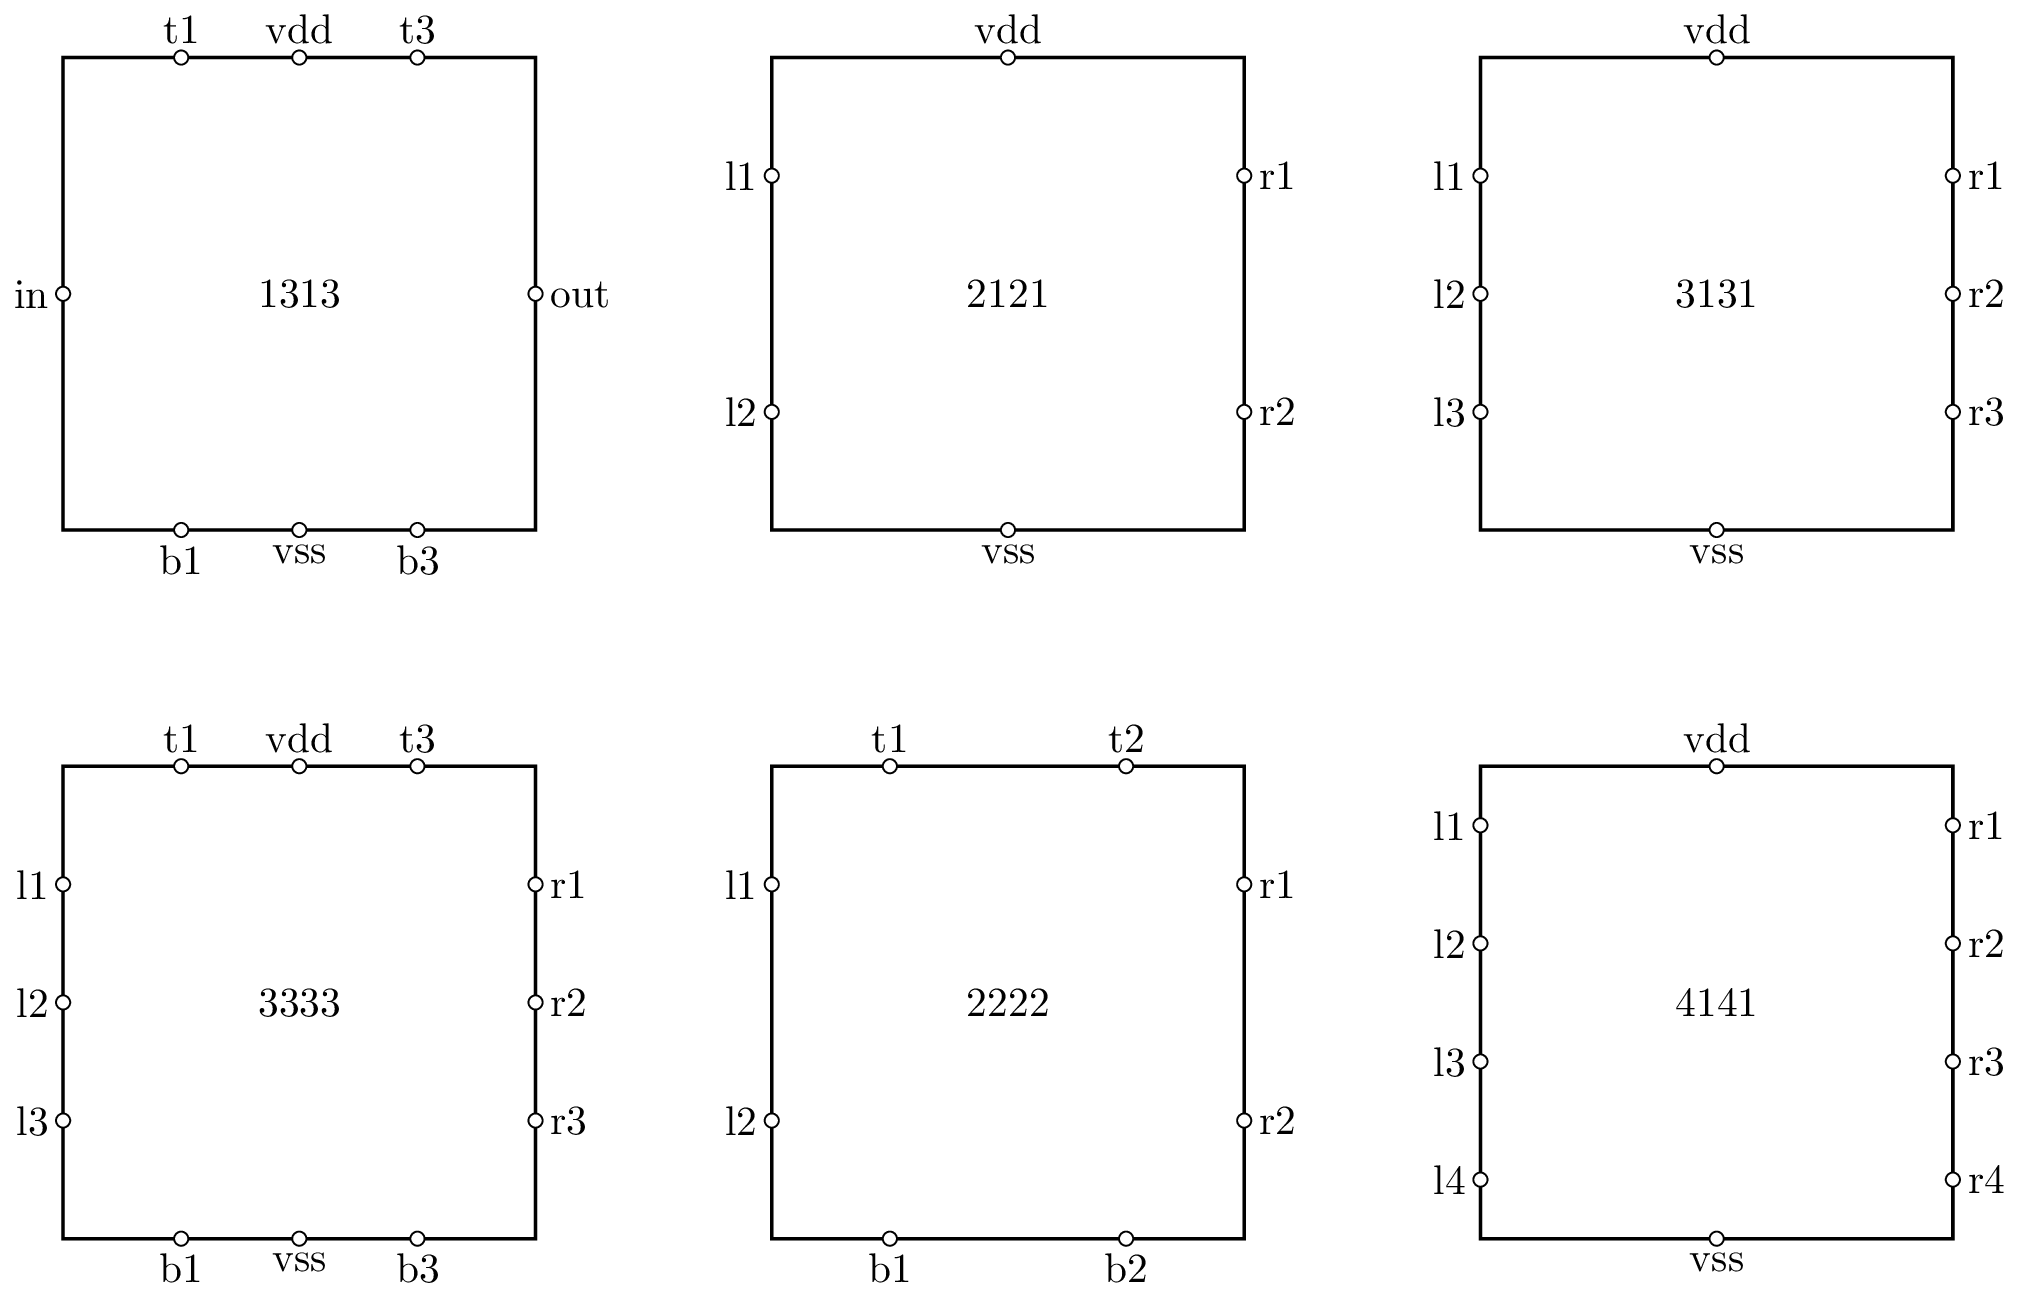 t1 vdd t3 vdd vdd
l1 r1 l1 r1
in 1313 out 2121 l2 3131 r2
l2 r2 l3 r3
b1 vss b3 vss vss
t1 vdd t3 t1 t2 vdd
l1 r1
l1 r1 l1 r1
l2 r2
l2 3333 r2 2222 4141
l3 r3
l3 r3 l2 r2
l4 r4
b1 vss b3 b1 b2 vss